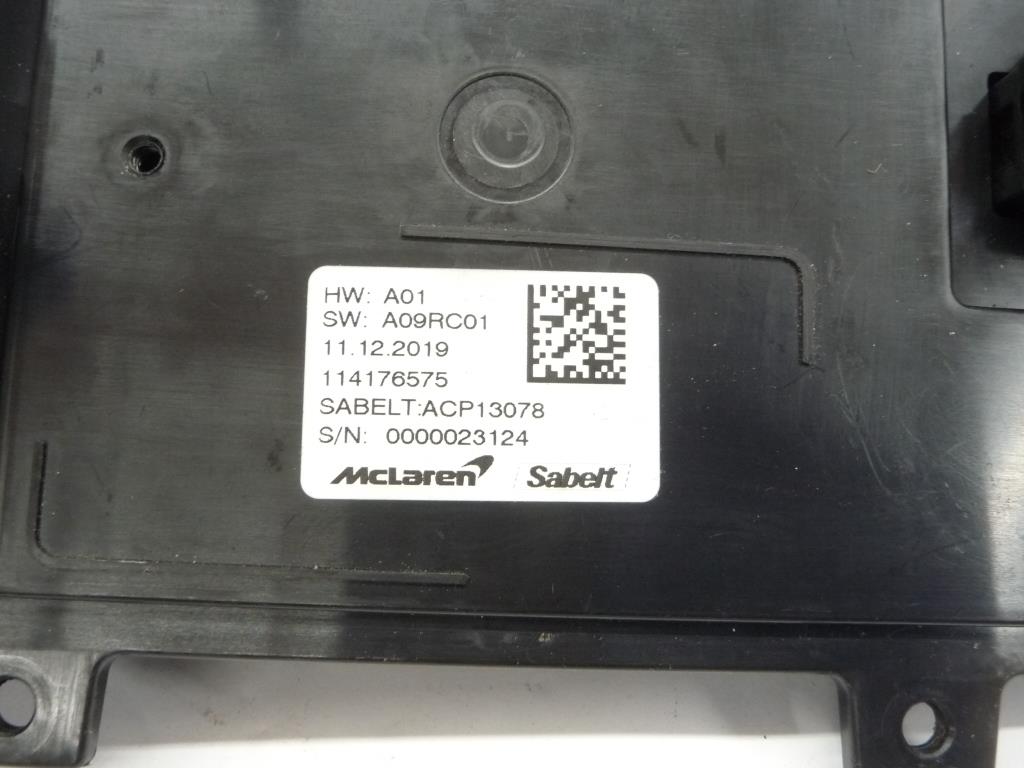 HW: A01
SW: A09RC01
11.12.2019
114176575
SABELT:ACP13078
S/N: 0000023124
McLaren Sabelt